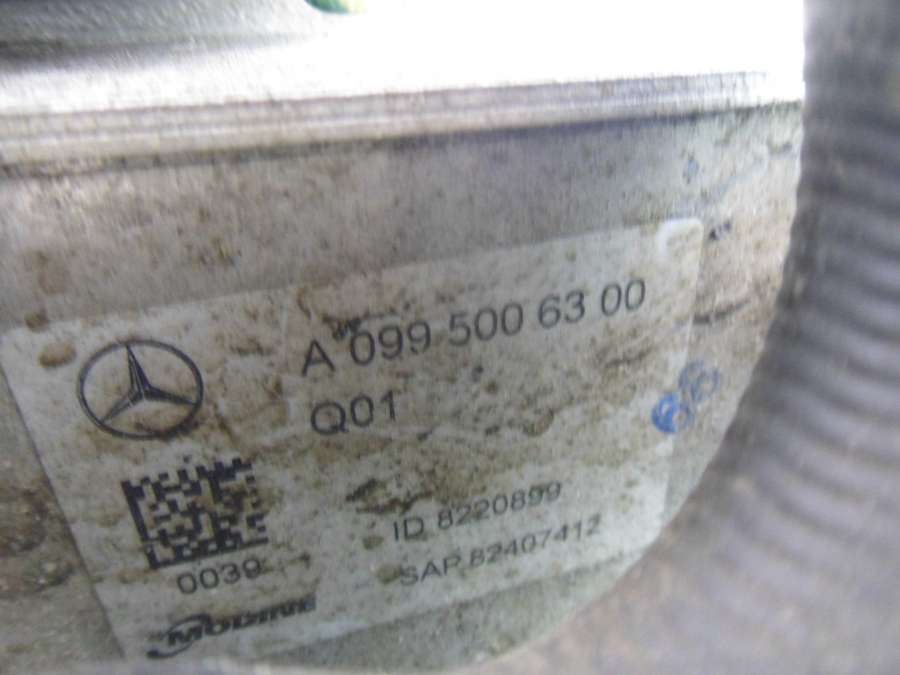 A 099 500 63 00
Q01
ID 8220899
SAP 82407412
0039
MODINE